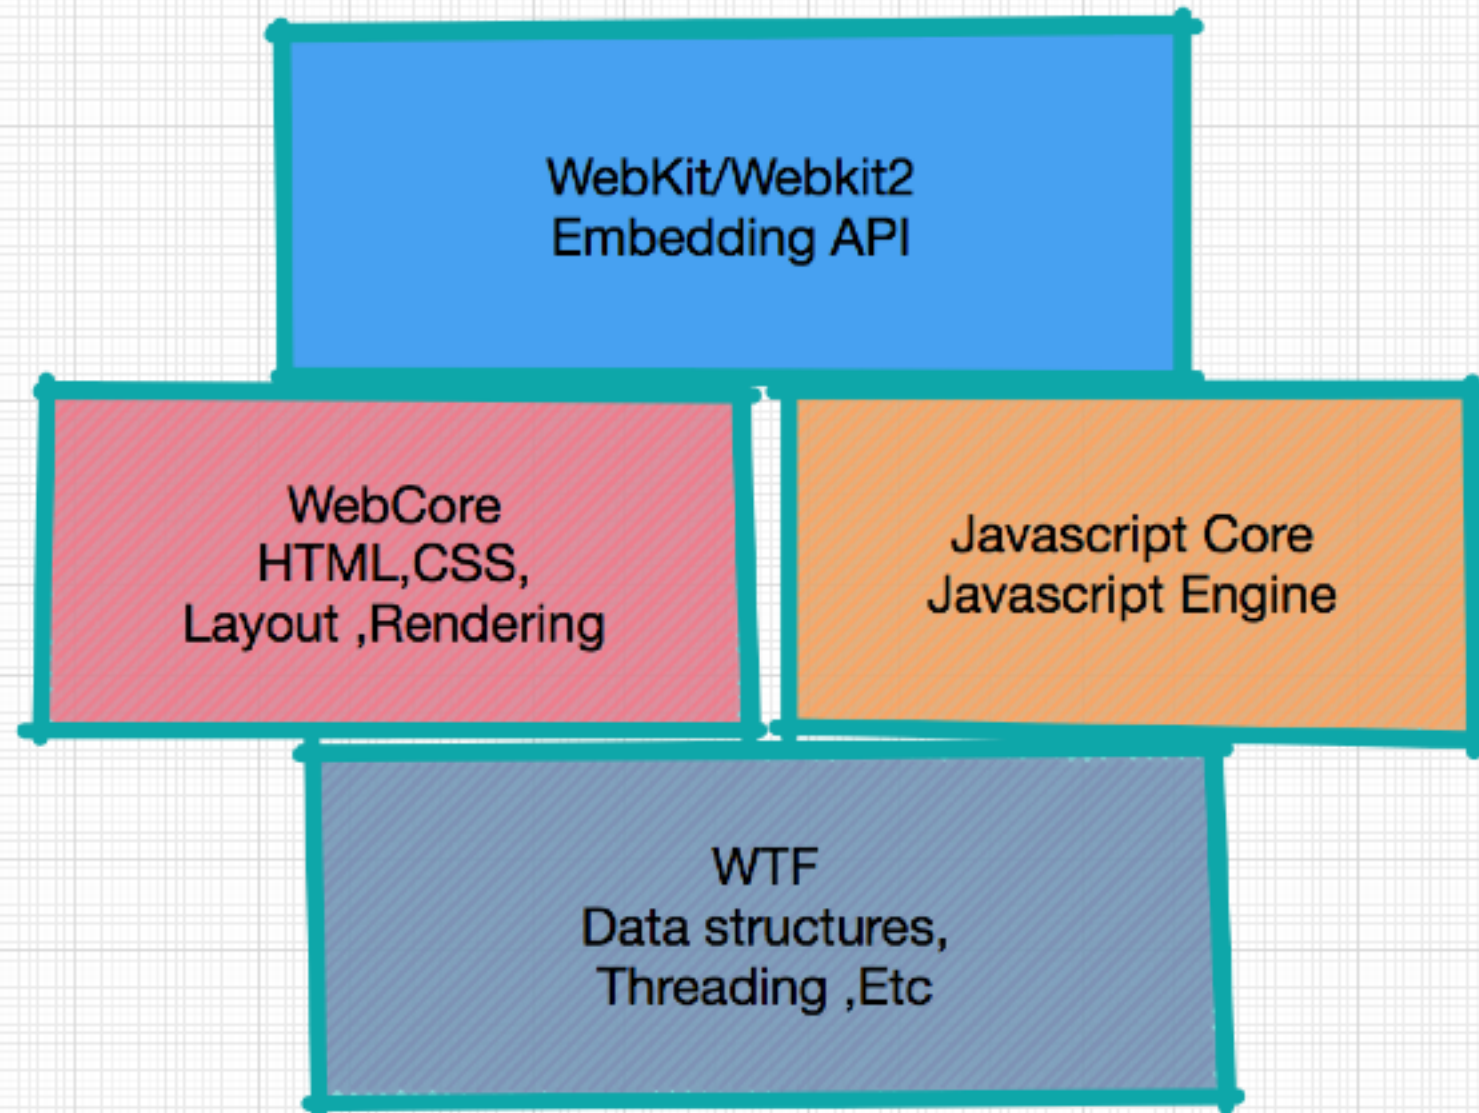 WebKit/Webkit2
Embedding API
WebCore
HTML,CSS,
Layout ,Rendering
Javascript Core
Javascript Engine
WTF
Data structures,
Threading ,Etc